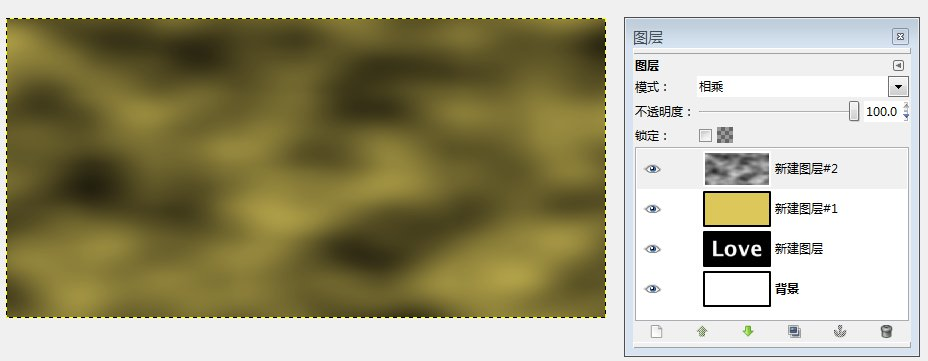 图层
图层
模式：
相乘
不透明度：
100.0
锁定：
新建图层#2
新建图层#1
Love
新建图层
背景